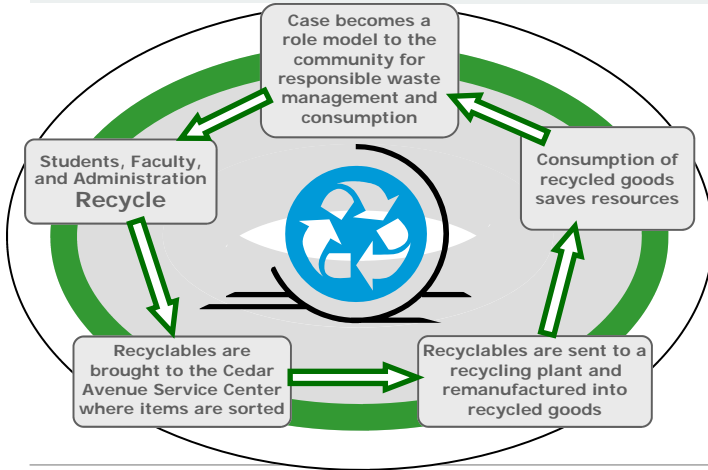 Case becomes a
role model to the
community for
responsible waste
management and
consumption
Students, Faculty,
and Administration
Recycle
Consumption of
recycled goods
saves resources
Recyclables are
brought to the Cedar
Avenue Service Center
where items are sorted
Recyclables are sent to a
recycling plant and
remanufactured into
recycled goods